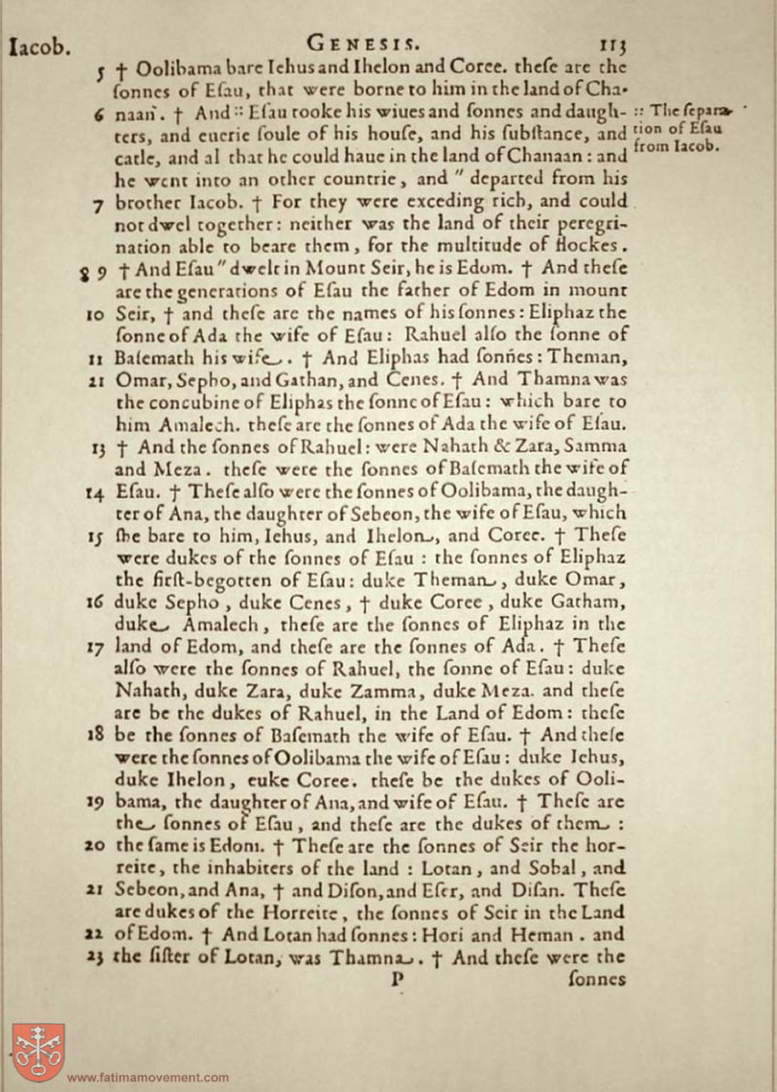 Iacob. GENESIS. 113
5 † Oolibama bare Iehus and Ihelon and Coree. theſe are the
ſonnes of Eſau, that were borne to him in the land of Cha-
6 naan. † And :: Eſau tooke his wiues and ſonnes and daugh-
:: The ſepara-
ters, and euerie ſoule of his houſe, and his ſubſtance, and
tion of Eſau
catle, and al that he could haue in the land of Chanaan: and
from Iacob.
he went into an other countrie, and " departed from his
7 brother Iacob. † For they were exceding rich, and could
not dwel together: neither was the land of their peregri-
nation able to beare them, for the multitude of flockes.
8 9 † And Eſau " dwelt in Mount Seir, he is Edom. † And theſe
are the generations of Eſau the father of Edom in mount
10 Seir, † and theſe are the names of his ſonnes: Eliphaz the
ſonne of Ada the wife of Eſau: Rahuel alſo the ſonne of
11 Baſemath his wife. † And Eliphas had ſonnes: Theman,
21 Omar, Sepho, and Gathan, and Cenes. † And Thamna was
the concubine of Eliphas the ſonne of Eſau: which bare to
him Amalech. theſe are the ſonnes of Ada the wife of Eſau.
13 † And the ſonnes of Rahuel: were Nahath & Zara, Samma
and Meza. theſe were the ſonnes of Baſemath the wife of
14 Eſau. † Theſe alſo were the ſonnes of Oolibama, the daugh-
ter of Ana, the daughter of Sebeon, the wife of Eſau, which
15 ſhe bare to him, Iehus, and Ihelon, and Coree. † Theſe
were dukes of the ſonnes of Eſau: the ſonnes of Eliphaz
the firſt-begotten of Eſau: duke Theman, duke Omar,
16 duke Sepho, duke Cenes, † duke Coree, duke Gatham,
duke Amalech, theſe are the ſonnes of Eliphaz in the
17 land of Edom, and theſe are the ſonnes of Ada. † Theſe
alſo were the ſonnes of Rahuel, the ſonne of Eſau: duke
Nahath, duke Zara, duke Zamma, duke Meza. and theſe
are be the dukes of Rahuel, in the Land of Edom: theſe
18 be the ſonnes of Baſemath the wife of Eſau. † And theſe
were the ſonnes of Oolibama the wife of Eſau: duke Iehus,
duke Ihelon, euke Coree. theſe be the dukes of Ooli-
19 bama, the daughter of Ana, and wife of Eſau. † Theſe are
the ſonnes of Eſau, and theſe are the dukes of them:
20 the ſame is Edom. † Theſe are the ſonnes of Seir the hor-
reite, the inhabiters of the land: Lotan, and Sobal, and
21 Sebeon, and Ana, † and Diſon, and Eſer, and Diſan. Theſe
are dukes of the Horreite, the ſonnes of Seir in the Land
22 of Edom. † And Lotan had ſonnes: Hori and Heman. and
23 the ſiſter of Lotan, was Thamna. † And theſe were the
P ſonnes
www.fatimamovement.com